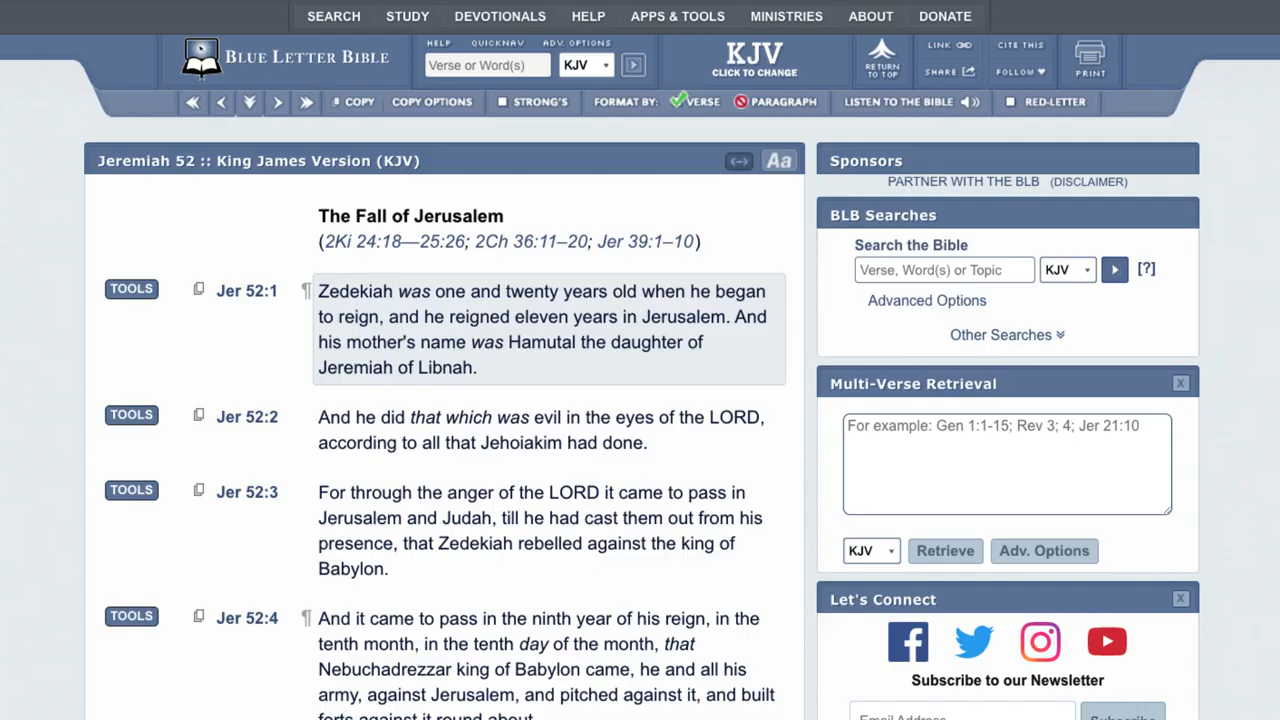 SEARCH STUDY DEVOTIONALS HELP APPS & TOOLS MINISTRIES ABOUT DONATE
BLUE LETTER BIBLE
HELP QUICKNAV ADV. OPTIONS
Verse or Word(s) KJV
KJV
CLICK TO CHANGE
RETURN
TO TOP
LINK CITE THIS
SHARE FOLLOW
PRINT
COPY COPY OPTIONS STRONG'S FORMAT BY: VERSE PARAGRAPH LISTEN TO THE BIBLE RED-LETTER
Jeremiah 52 :: King James Version (KJV) Aa
The Fall of Jerusalem
(2Ki 24:18—25:26; 2Ch 36:11–20; Jer 39:1–10)
TOOLS Jer 52:1 ¶ Zedekiah was one and twenty years old when he began
to reign, and he reigned eleven years in Jerusalem. And
his mother's name was Hamutal the daughter of
Jeremiah of Libnah.
TOOLS Jer 52:2 And he did that which was evil in the eyes of the LORD,
according to all that Jehoiakim had done.
TOOLS Jer 52:3 For through the anger of the LORD it came to pass in
Jerusalem and Judah, till he had cast them out from his
presence, that Zedekiah rebelled against the king of
Babylon.
TOOLS Jer 52:4 ¶ And it came to pass in the ninth year of his reign, in the
tenth month, in the tenth day of the month, that
Nebuchadrezzar king of Babylon came, he and all his
army, against Jerusalem, and pitched against it, and built
forts against it round about.
Sponsors
PARTNER WITH THE BLB (DISCLAIMER)
BLB Searches
Search the Bible
Verse, Word(s) or Topic KJV [?]
Advanced Options
Other Searches
Multi-Verse Retrieval X
For example: Gen 1:1-15; Rev 3; 4; Jer 21:10
KJV Retrieve Adv. Options
Let's Connect X
Subscribe to our Newsletter
Email Address Subscribe